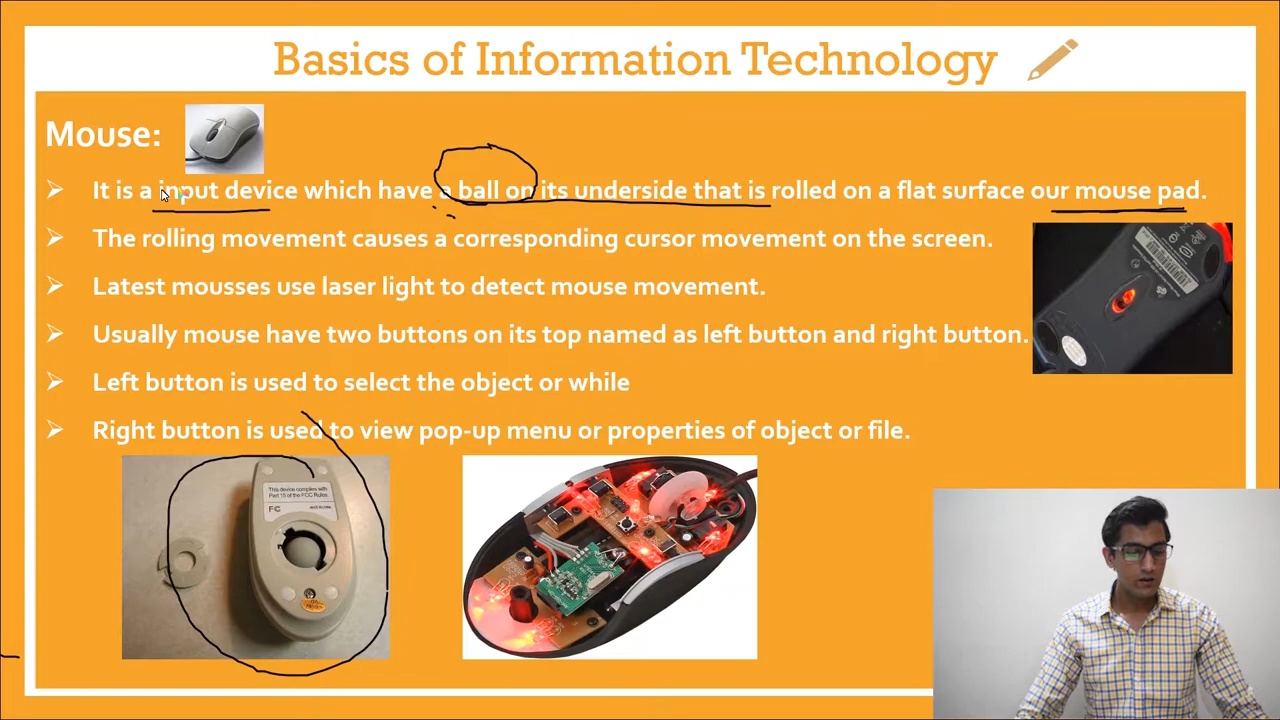 Basics of Information Technology
Mouse:
➢ It is a input device which have a ball on its underside that is rolled on a flat surface our mouse pad.
➢ The rolling movement causes a corresponding cursor movement on the screen.
➢ Latest mousses use laser light to detect mouse movement.
➢ Usually mouse have two buttons on its top named as left button and right button.
➢ Left button is used to select the object or while
➢ Right button is used to view pop-up menu or properties of object or file.
This device complies with
Part 15 of the FCC Rules.
FC